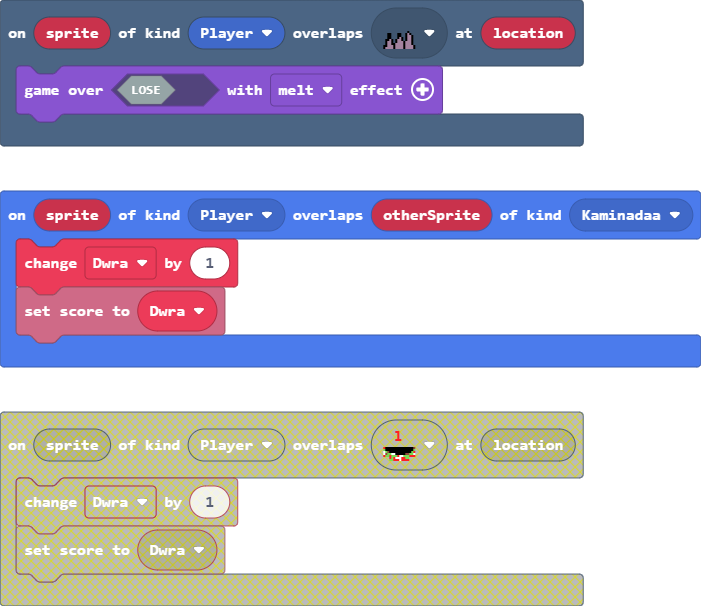 on sprite of kind Player overlaps at location
game over LOSE with melt effect
on sprite of kind Player overlaps otherSprite of kind Kaminadaa
change Dwra by 1
set score to Dwra
on sprite of kind Player overlaps 1 at location
change Dwra by 1
set score to Dwra